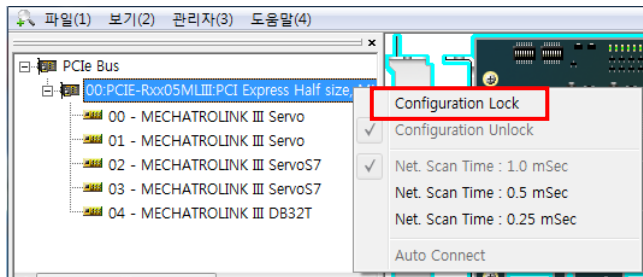 파일(1) 보기(2) 관리자(3) 도움말(4)
PCIe Bus
00:PCIE-Rxx05MLIII:PCI Express Half size,
00 - MECHATROLINK III Servo
01 - MECHATROLINK III Servo
02 - MECHATROLINK III ServoS7
03 - MECHATROLINK III ServoS7
04 - MECHATROLINK III DB32T
Configuration Lock
Configuration Unlock
Net. Scan Time : 1.0 mSec
Net. Scan Time : 0.5 mSec
Net. Scan Time : 0.25 mSec
Auto Connect